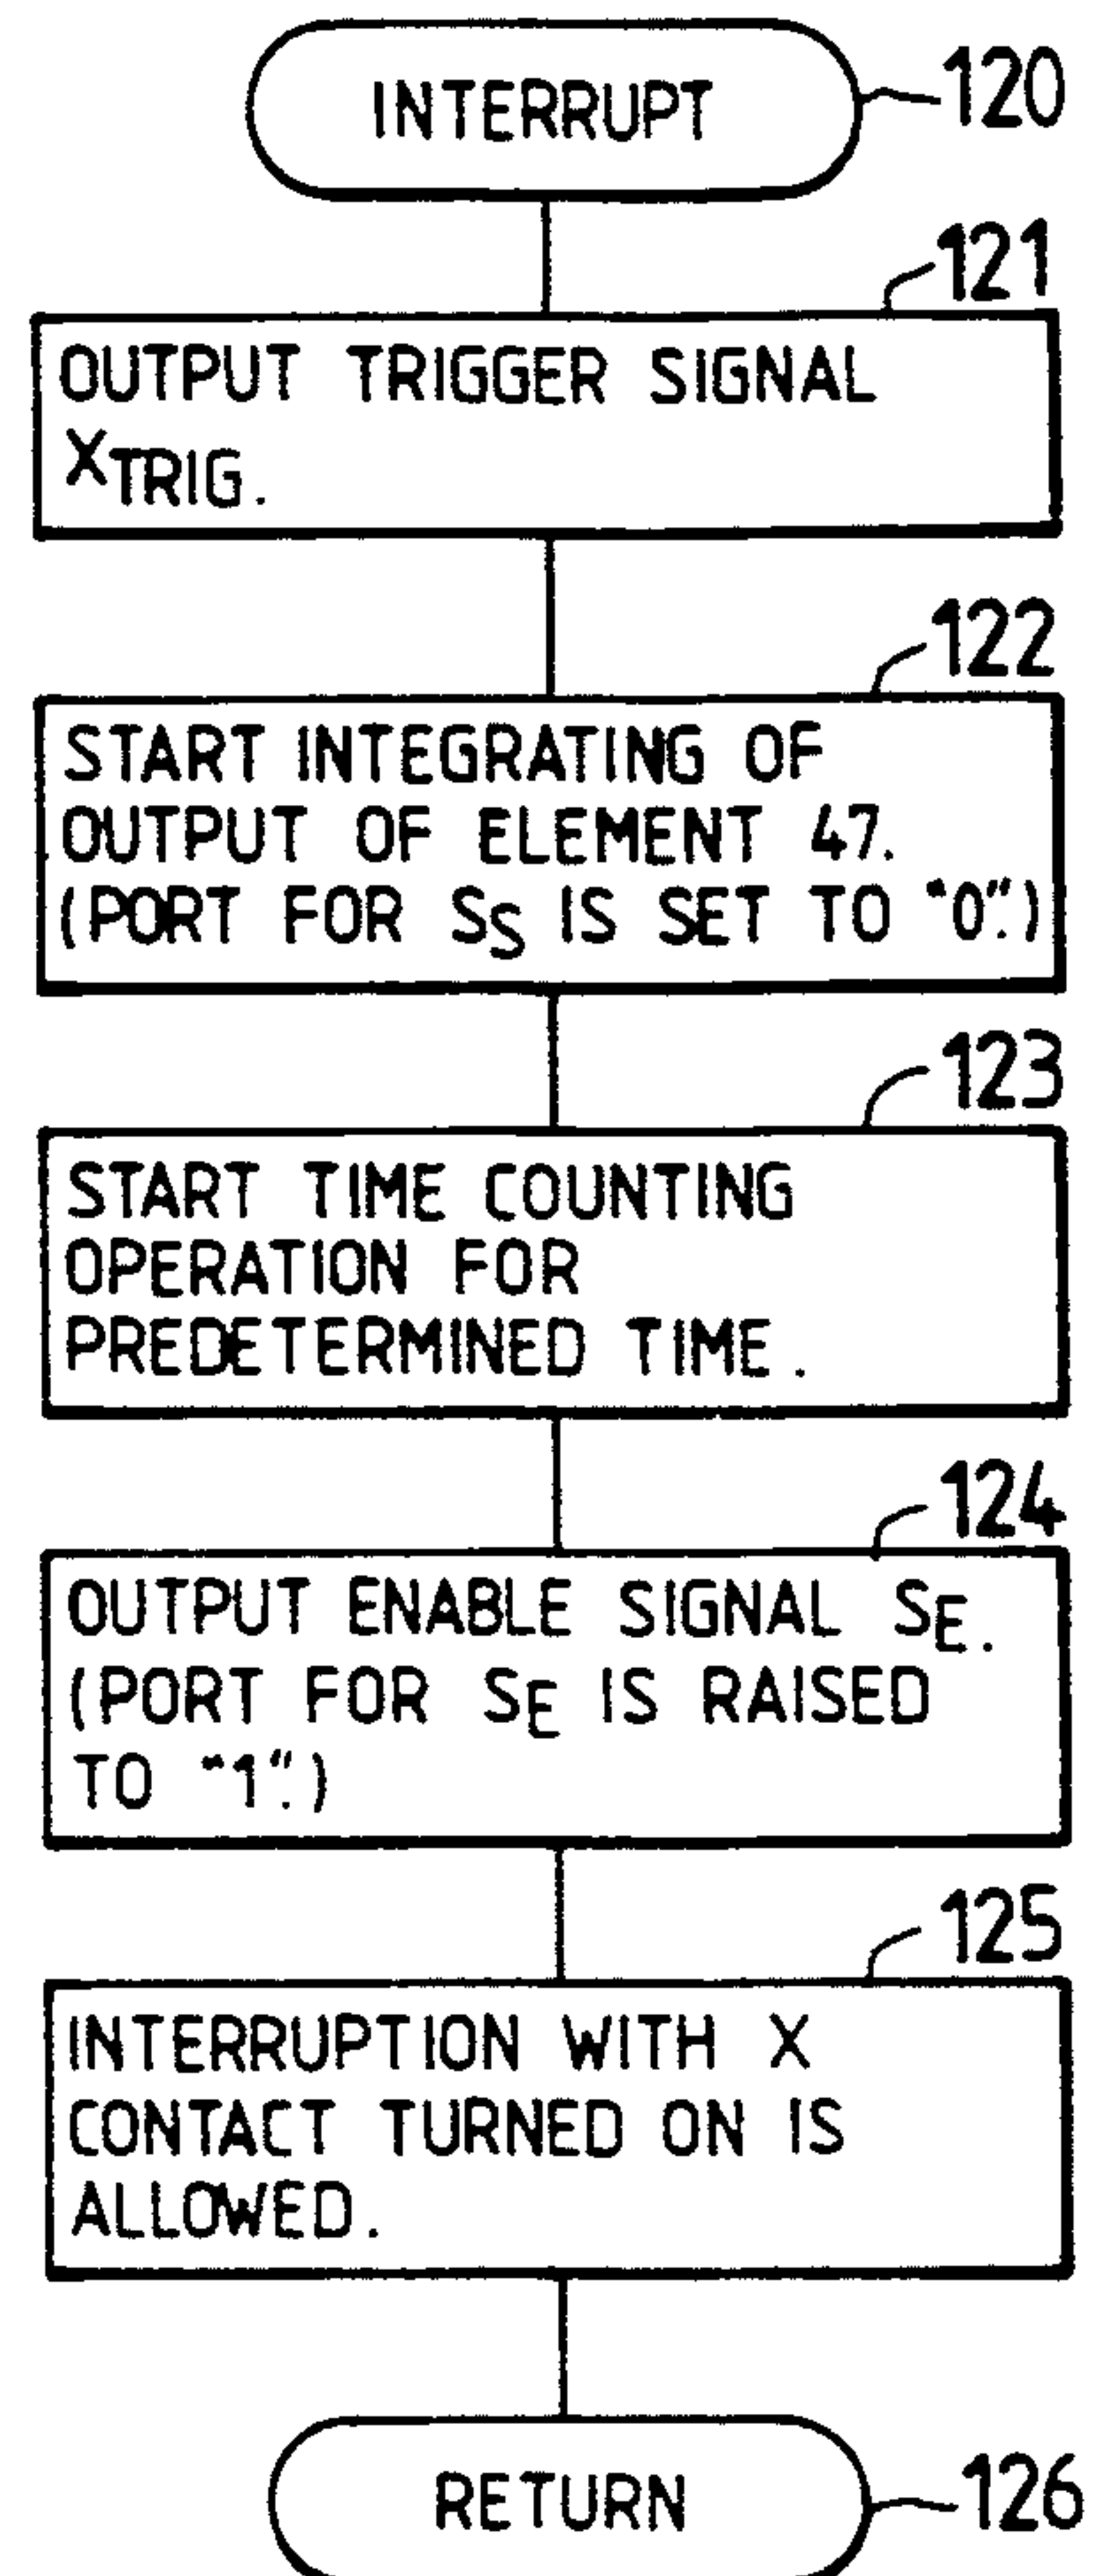 INTERRUPT
120
121
OUTPUT TRIGGER SIGNAL
XTRIG.
122
START INTEGRATING OF
OUTPUT OF ELEMENT 47.
(PORT FOR SS IS SET TO "0".)
123
START TIME COUNTING
OPERATION FOR
PREDETERMINED TIME.
124
OUTPUT ENABLE SIGNAL SE.
(PORT FOR SE IS RAISED
TO "1".)
125
INTERRUPTION WITH X
CONTACT TURNED ON IS
ALLOWED.
RETURN
126